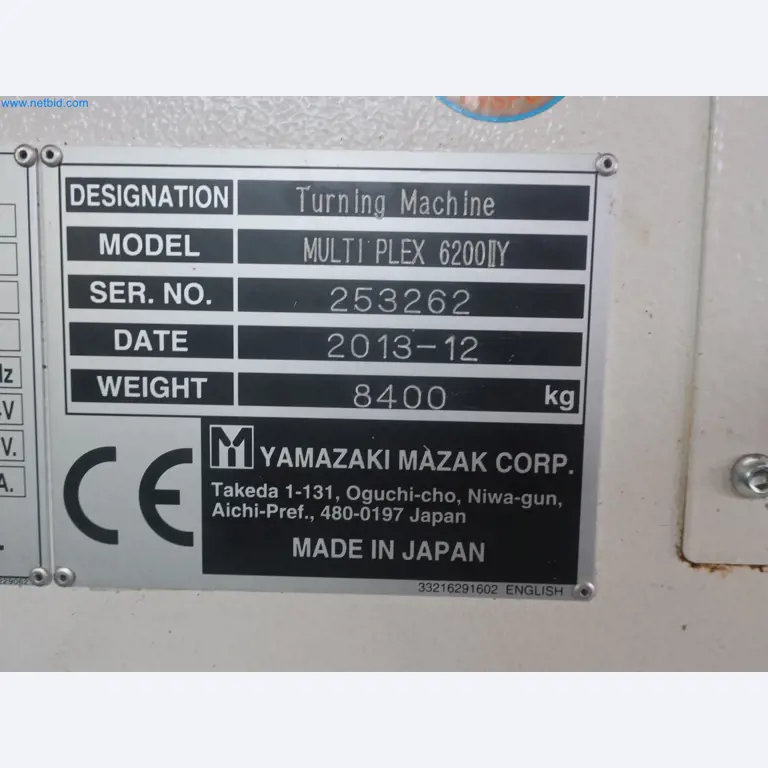 www.netbid.com
DESIGNATION Turning Machine
MODEL MULTI PLEX 6200ⅡY
SER. NO. 253262
DATE 2013-12
WEIGHT 8400 kg
Hz
V
V.
A.
CE
YAMAZAKI MAZAK CORP.
Takeda 1-131, Oguchi-cho, Niwa-gun,
Aichi-Pref., 480-0197 Japan
MADE IN JAPAN
33216291602 ENGLISH